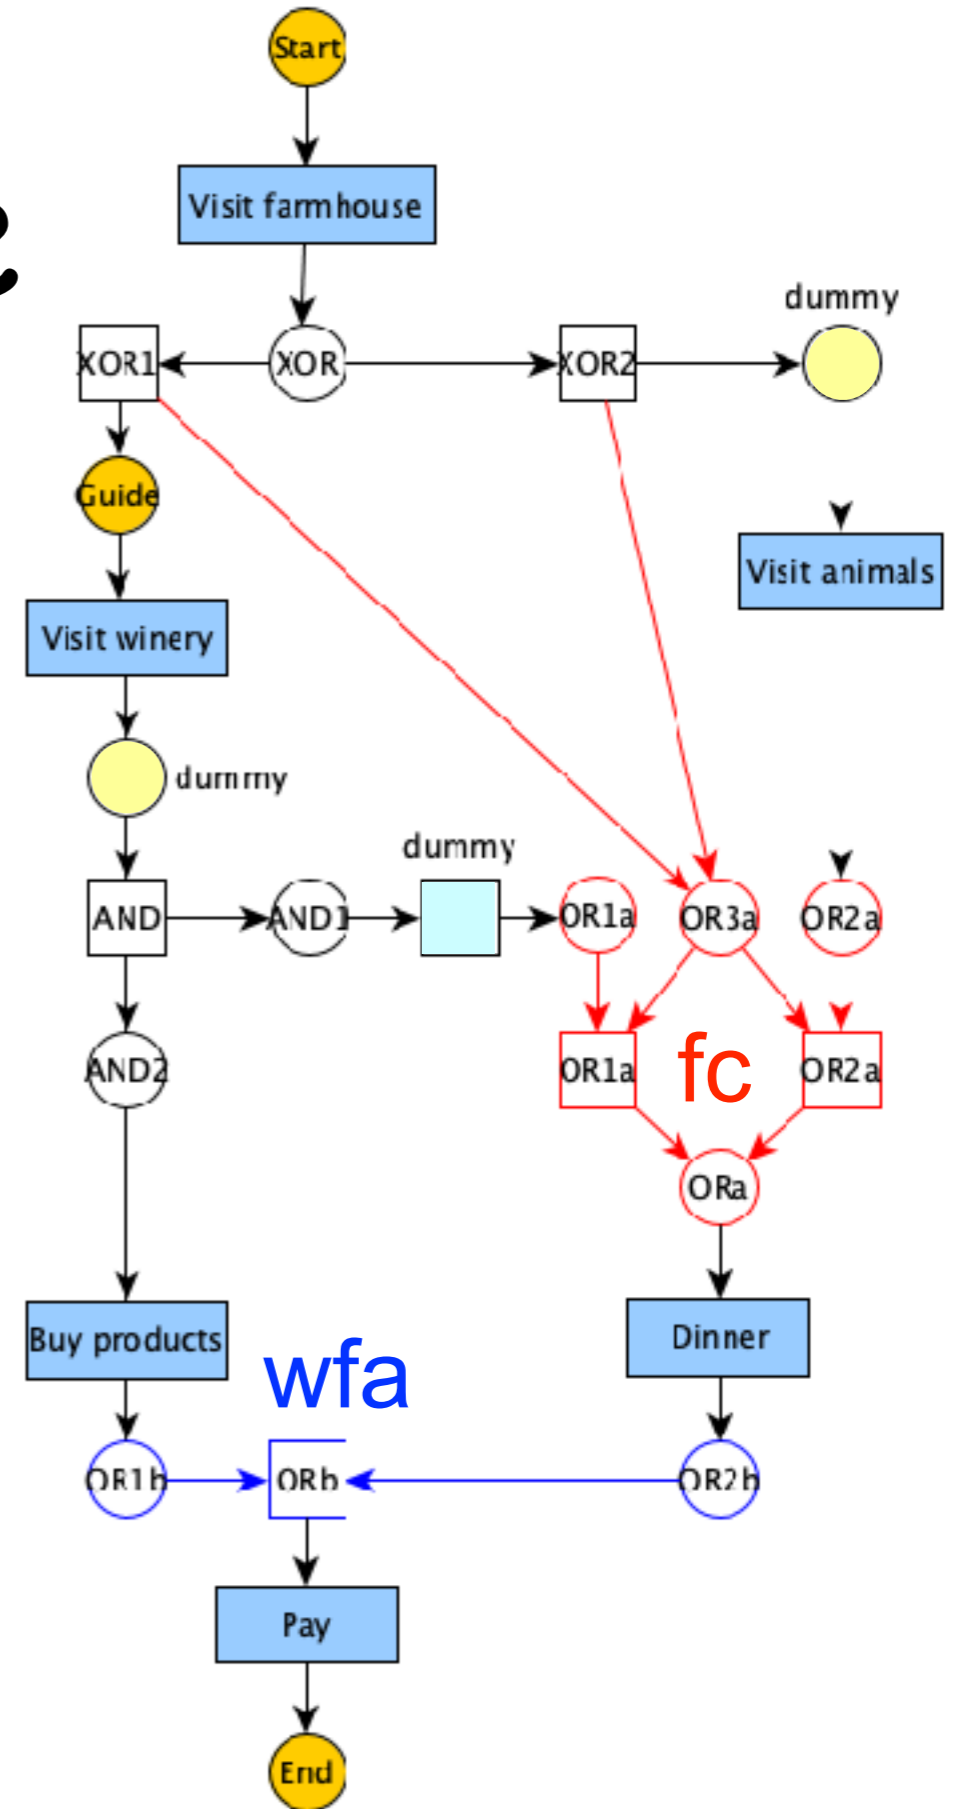 Start
Visit farmhouse
dummy
XOR1
XOR
XOR2
Guide
Visit animals
Visit winery
dummy
dummy
AND
AND1
OR1a
OR3a
OR2a
AND2
OR1a
fc
OR2a
ORa
Buy products
Dinner
wfa
OR1b
ORb
OR2b
Pay
End